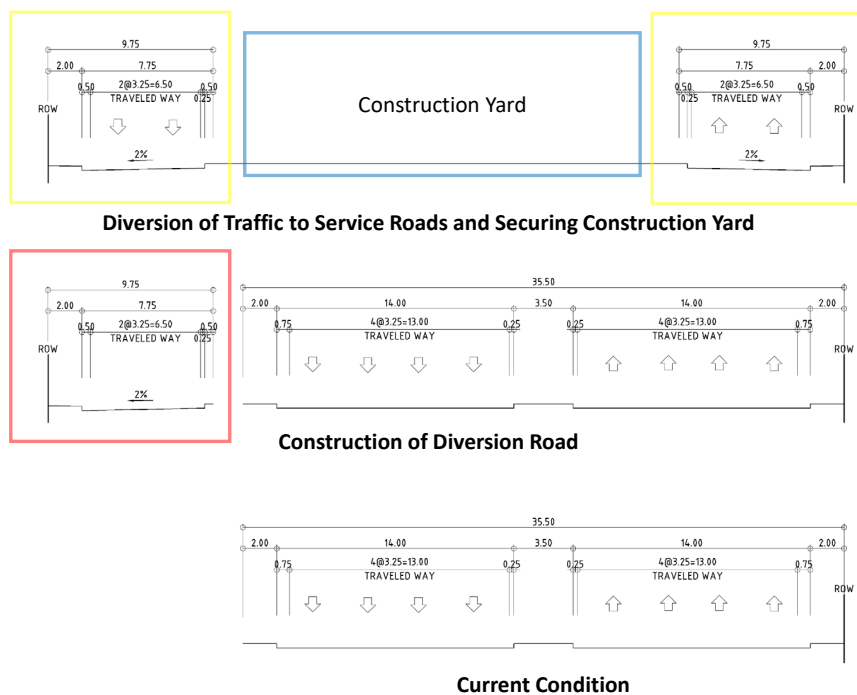 9.75 9.75
2.00 7.75 7.75 2.00
0.50 2@3.25=6.50 0.50 0.50 2@3.25=6.50 0.50
ROW TRAVELED WAY 0.25 Construction Yard 0.25 TRAVELED WAY ROW
2% 2%
Diversion of Traffic to Service Roads and Securing Construction Yard
9.75 35.50
2.00 7.75 2.00 14.00 3.50 14.00 2.00
0.50 2@3.25=6.50 0.50 0.75 4@3.25=13.00 0.25 0.25 4@3.25=13.00 0.75
ROW TRAVELED WAY 0.25 TRAVELED WAY TRAVELED WAY ROW
2%
Construction of Diversion Road
35.50
2.00 14.00 3.50 14.00 2.00
0.75 4@3.25=13.00 0.25 0.25 4@3.25=13.00 0.75
TRAVELED WAY TRAVELED WAY ROW
Current Condition